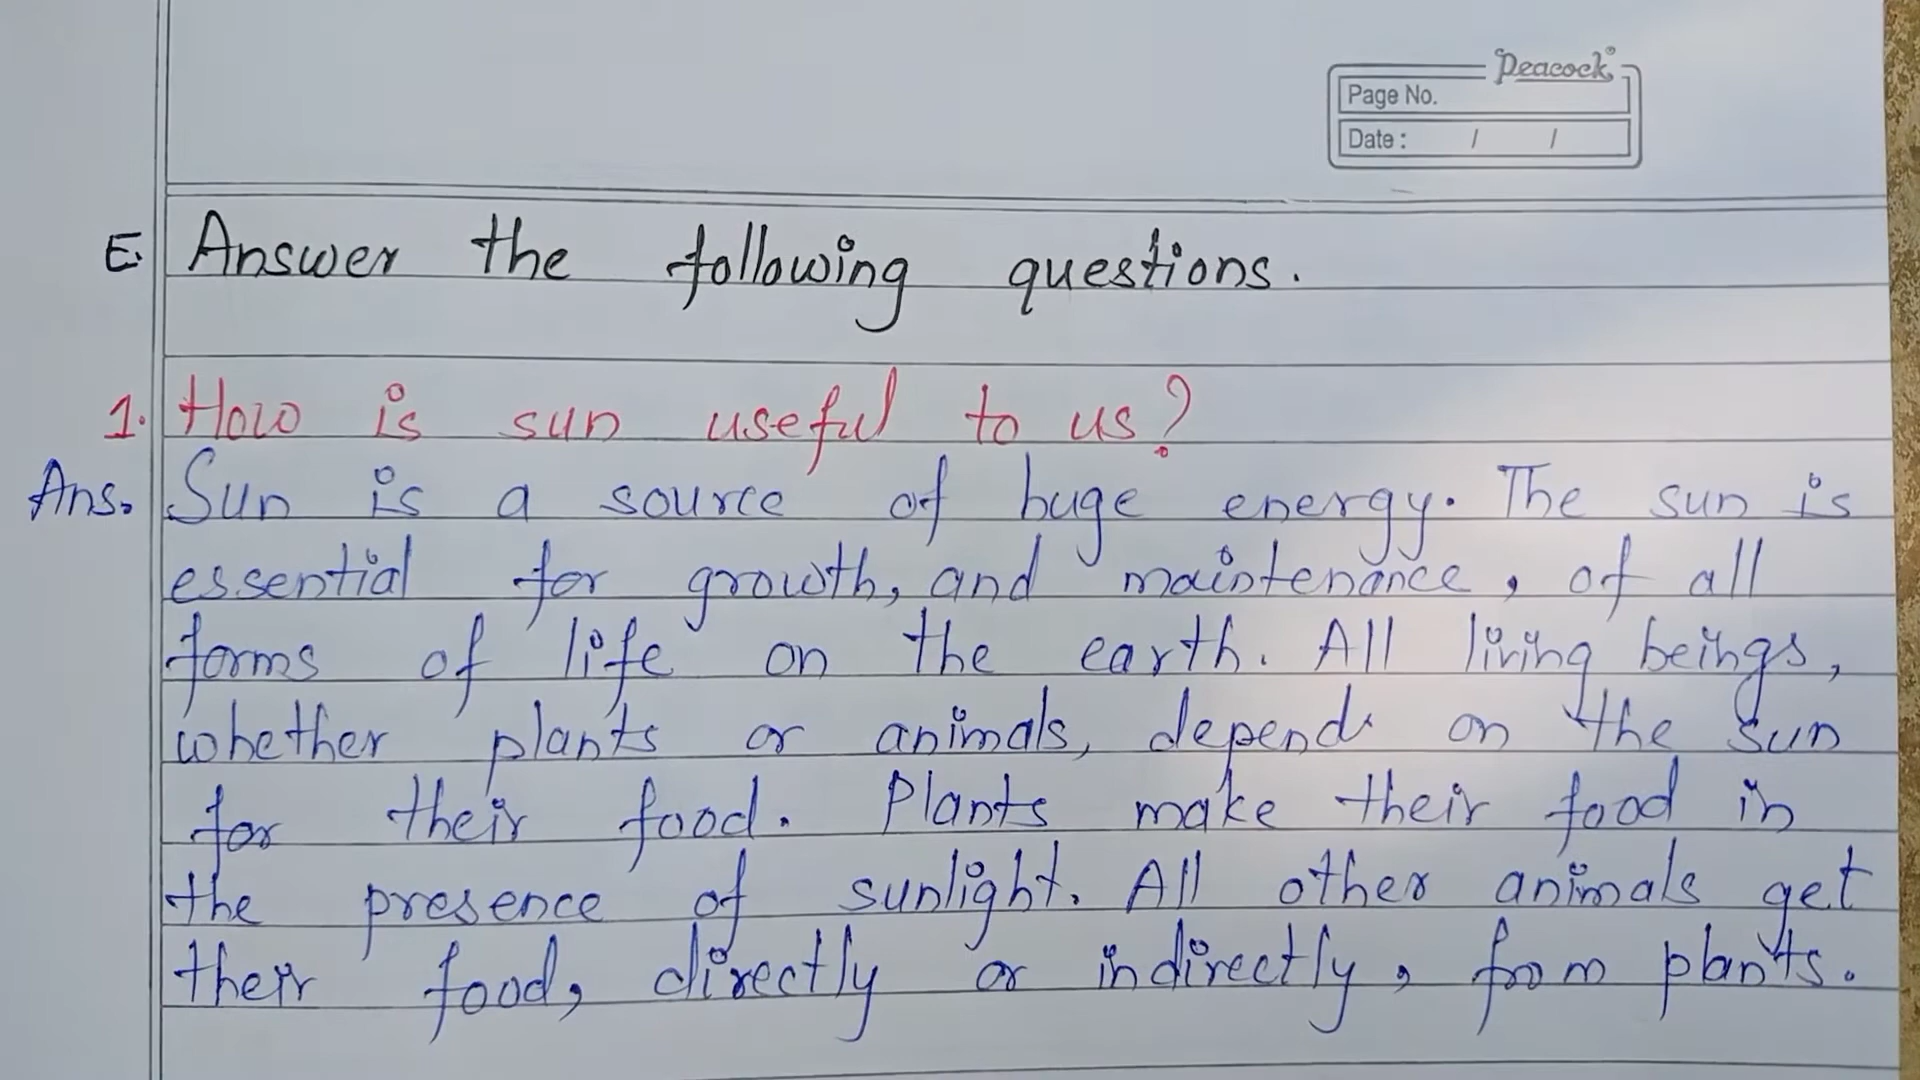 Peacock
Page No.
Date : / /
E. Answer the following questions.
1. How is sun useful to us?
Ans. Sun is a source of huge energy. The sun is
essential for growth, and maintenance, of all
forms of life on the earth. All living beings,
whether plants or animals, depend on the sun
for their food. Plants make their food in
the presence of sunlight. All other animals get
their food, directly or indirectly, from plants.